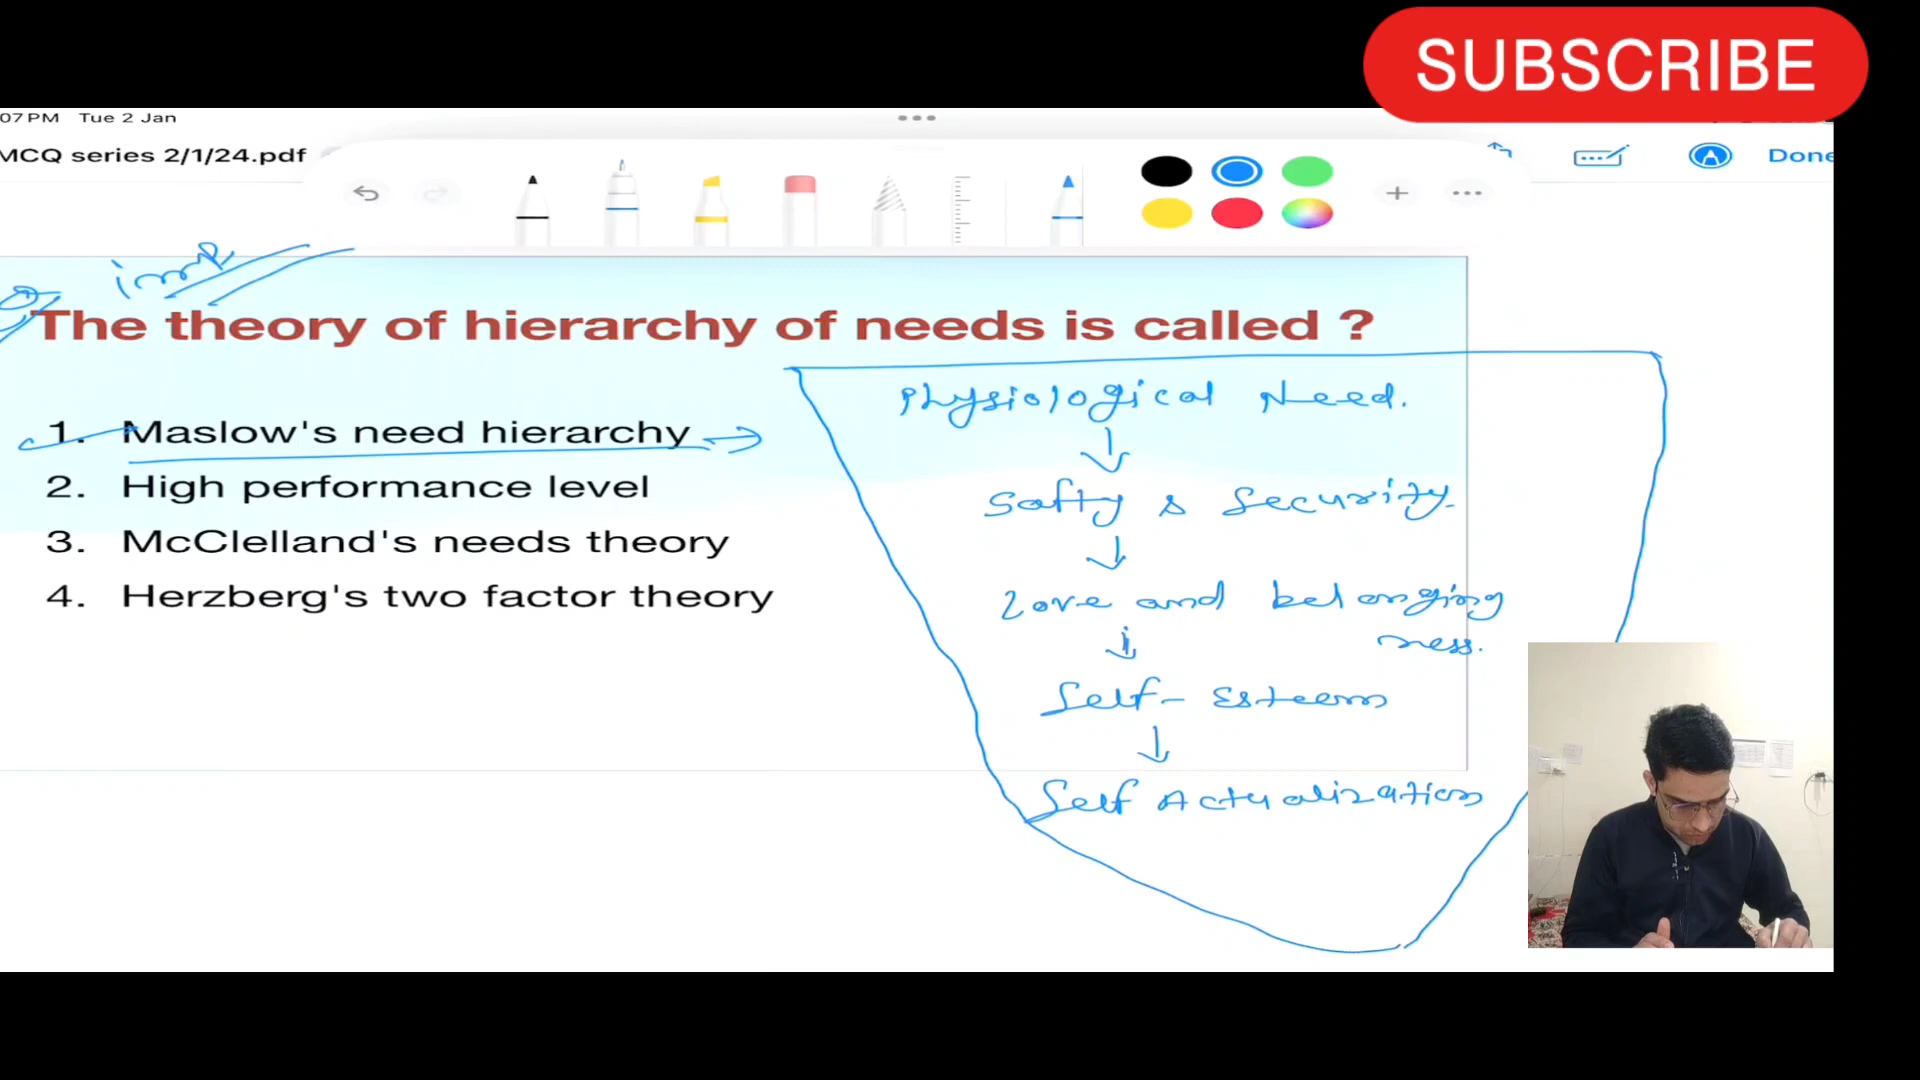 SUBSCRIBE
07 PM Tue 2 Jan
MCQ series 2/1/24.pdf
Done
imp
The theory of hierarchy of needs is called ?
1. Maslow's need hierarchy
2. High performance level
3. McClelland's needs theory
4. Herzberg's two factor theory
Physiological Need.
Safty & Security.
Love and belonging
ness.
Self- Esteem
Self Actualization